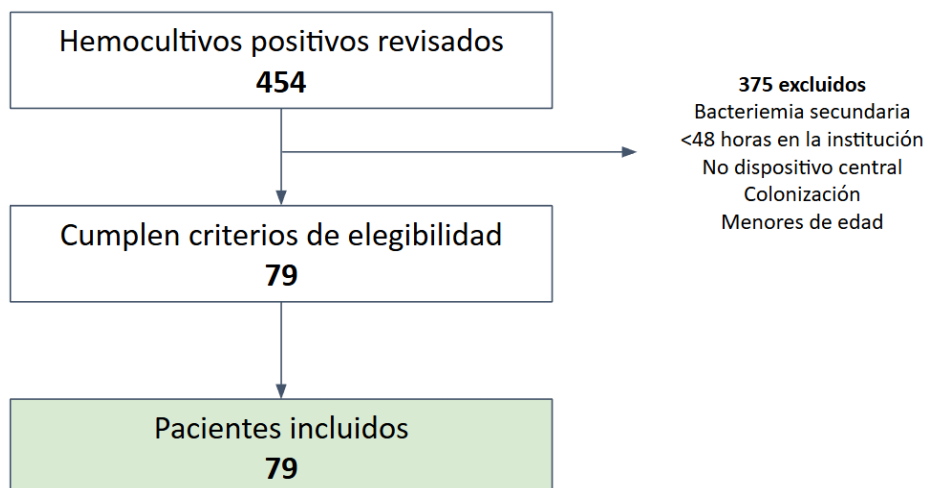 Hemocultivos positivos revisados
454
375 excluidos
Bacteriemia secundaria
<48 horas en la institución
No dispositivo central
Colonización
Menores de edad
Cumplen criterios de elegibilidad
79
Pacientes incluidos
79